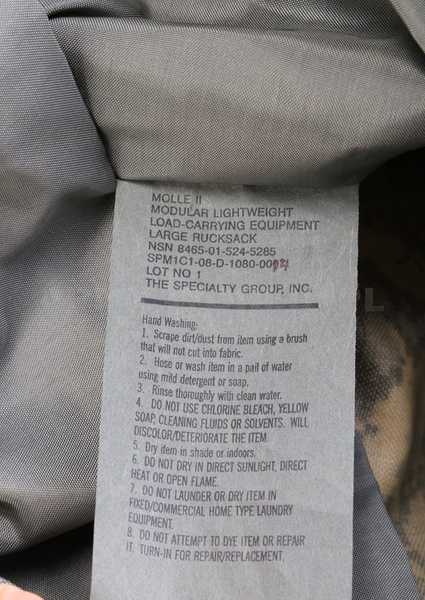 MOLLE II
MODULAR LIGHTWEIGHT
LOAD-CARRYING EQUIPMENT
LARGE RUCKSACK
NSN 8465-01-524-5285
SPM1C1-08-D-1080-0094
LOT NO 1
THE SPECIALTY GROUP, INC.
Hand Washing:
1. Scrape dirt/dust from item using a brush
that will not cut into fabric.
2. Hose or wash item in a pail of water
using mild detergent or soap.
3. Rinse thoroughly with clean water.
4. DO NOT USE CHLORINE BLEACH, YELLOW
SOAP, CLEANING FLUIDS OR SOLVENTS. WILL
DISCOLOR/DETERIORATE THE ITEM.
5. Dry item in shade or indoors.
6. DO NOT DRY IN DIRECT SUNLIGHT, DIRECT
HEAT OR OPEN FLAME.
7. DO NOT LAUNDER OR DRY ITEM IN
FIXED/COMMERCIAL HOME TYPE LAUNDRY
EQUIPMENT.
8. DO NOT ATTEMPT TO DYE ITEM OR REPAIR
IT. TURN-IN FOR REPAIR/REPLACEMENT.